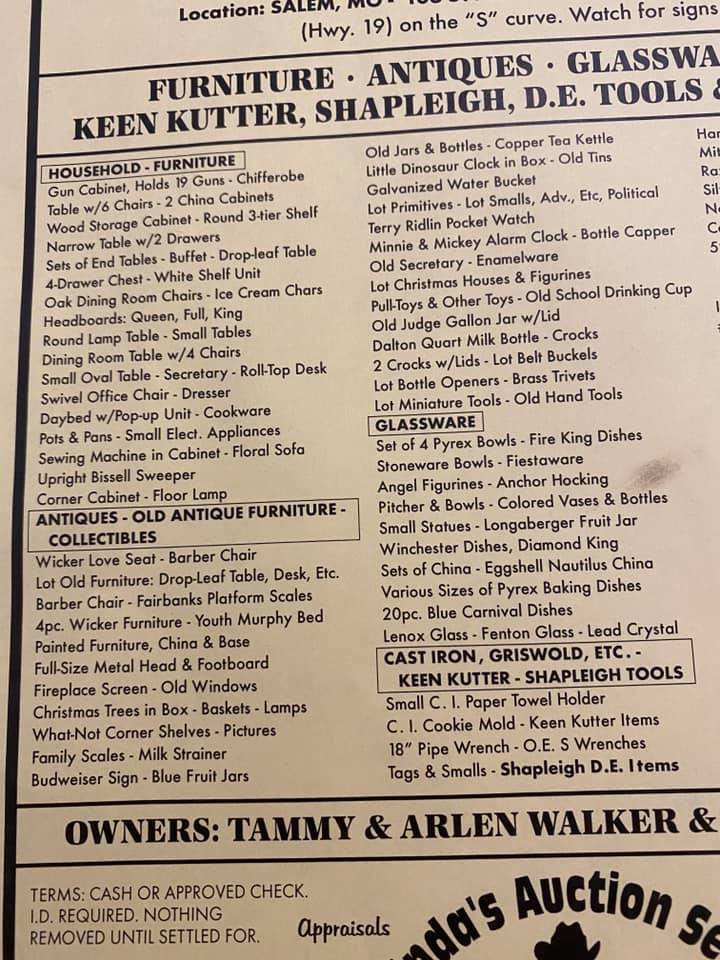 Location: SALEM, MO -
(Hwy. 19) on the “S” curve. Watch for signs
FURNITURE · ANTIQUES · GLASSWA
KEEN KUTTER, SHAPLEIGH, D.E. TOOLS &
HOUSEHOLD - FURNITURE
Gun Cabinet, Holds 19 Guns - Chifferobe
Table w/6 Chairs - 2 China Cabinets
Wood Storage Cabinet - Round 3-tier Shelf
Narrow Table w/2 Drawers
Sets of End Tables - Buffet - Drop-leaf Table
4-Drawer Chest - White Shelf Unit
Oak Dining Room Chairs - Ice Cream Chars
Headboards: Queen, Full, King
Round Lamp Table - Small Tables
Dining Room Table w/4 Chairs
Small Oval Table - Secretary - Roll-Top Desk
Swivel Office Chair - Dresser
Daybed w/Pop-up Unit - Cookware
Pots & Pans - Small Elect. Appliances
Sewing Machine in Cabinet - Floral Sofa
Upright Bissell Sweeper
Corner Cabinet - Floor Lamp
ANTIQUES - OLD ANTIQUE FURNITURE -
COLLECTIBLES
Wicker Love Seat - Barber Chair
Lot Old Furniture: Drop-Leaf Table, Desk, Etc.
Barber Chair - Fairbanks Platform Scales
4pc. Wicker Furniture - Youth Murphy Bed
Painted Furniture, China & Base
Full-Size Metal Head & Footboard
Fireplace Screen - Old Windows
Christmas Trees in Box - Baskets - Lamps
What-Not Corner Shelves - Pictures
Family Scales - Milk Strainer
Budweiser Sign - Blue Fruit Jars
Old Jars & Bottles - Copper Tea Kettle
Little Dinosaur Clock in Box - Old Tins
Galvanized Water Bucket
Lot Primitives - Lot Smalls, Adv., Etc, Political
Terry Ridlin Pocket Watch
Minnie & Mickey Alarm Clock - Bottle Capper
Old Secretary - Enamelware
Lot Christmas Houses & Figurines
Pull-Toys & Other Toys - Old School Drinking Cup
Old Judge Gallon Jar w/Lid
Dalton Quart Milk Bottle - Crocks
2 Crocks w/Lids - Lot Belt Buckels
Lot Bottle Openers - Brass Trivets
Lot Miniature Tools - Old Hand Tools
GLASSWARE
Set of 4 Pyrex Bowls - Fire King Dishes
Stoneware Bowls - Fiestaware
Angel Figurines - Anchor Hocking
Pitcher & Bowls - Colored Vases & Bottles
Small Statues - Longaberger Fruit Jar
Winchester Dishes, Diamond King
Sets of China - Eggshell Nautilus China
Various Sizes of Pyrex Baking Dishes
20pc. Blue Carnival Dishes
Lenox Glass - Fenton Glass - Lead Crystal
CAST IRON, GRISWOLD, ETC. -
KEEN KUTTER - SHAPLEIGH TOOLS
Small C. I. Paper Towel Holder
C. I. Cookie Mold - Keen Kutter Items
18” Pipe Wrench - O.E. S Wrenches
Tags & Smalls - Shapleigh D.E. Items
Har
Mit
Ra
Sil
N
C
5
OWNERS: TAMMY & ARLEN WALKER &
TERMS: CASH OR APPROVED CHECK.
I.D. REQUIRED. NOTHING
REMOVED UNTIL SETTLED FOR.
Appraisals
nda's Auction Se